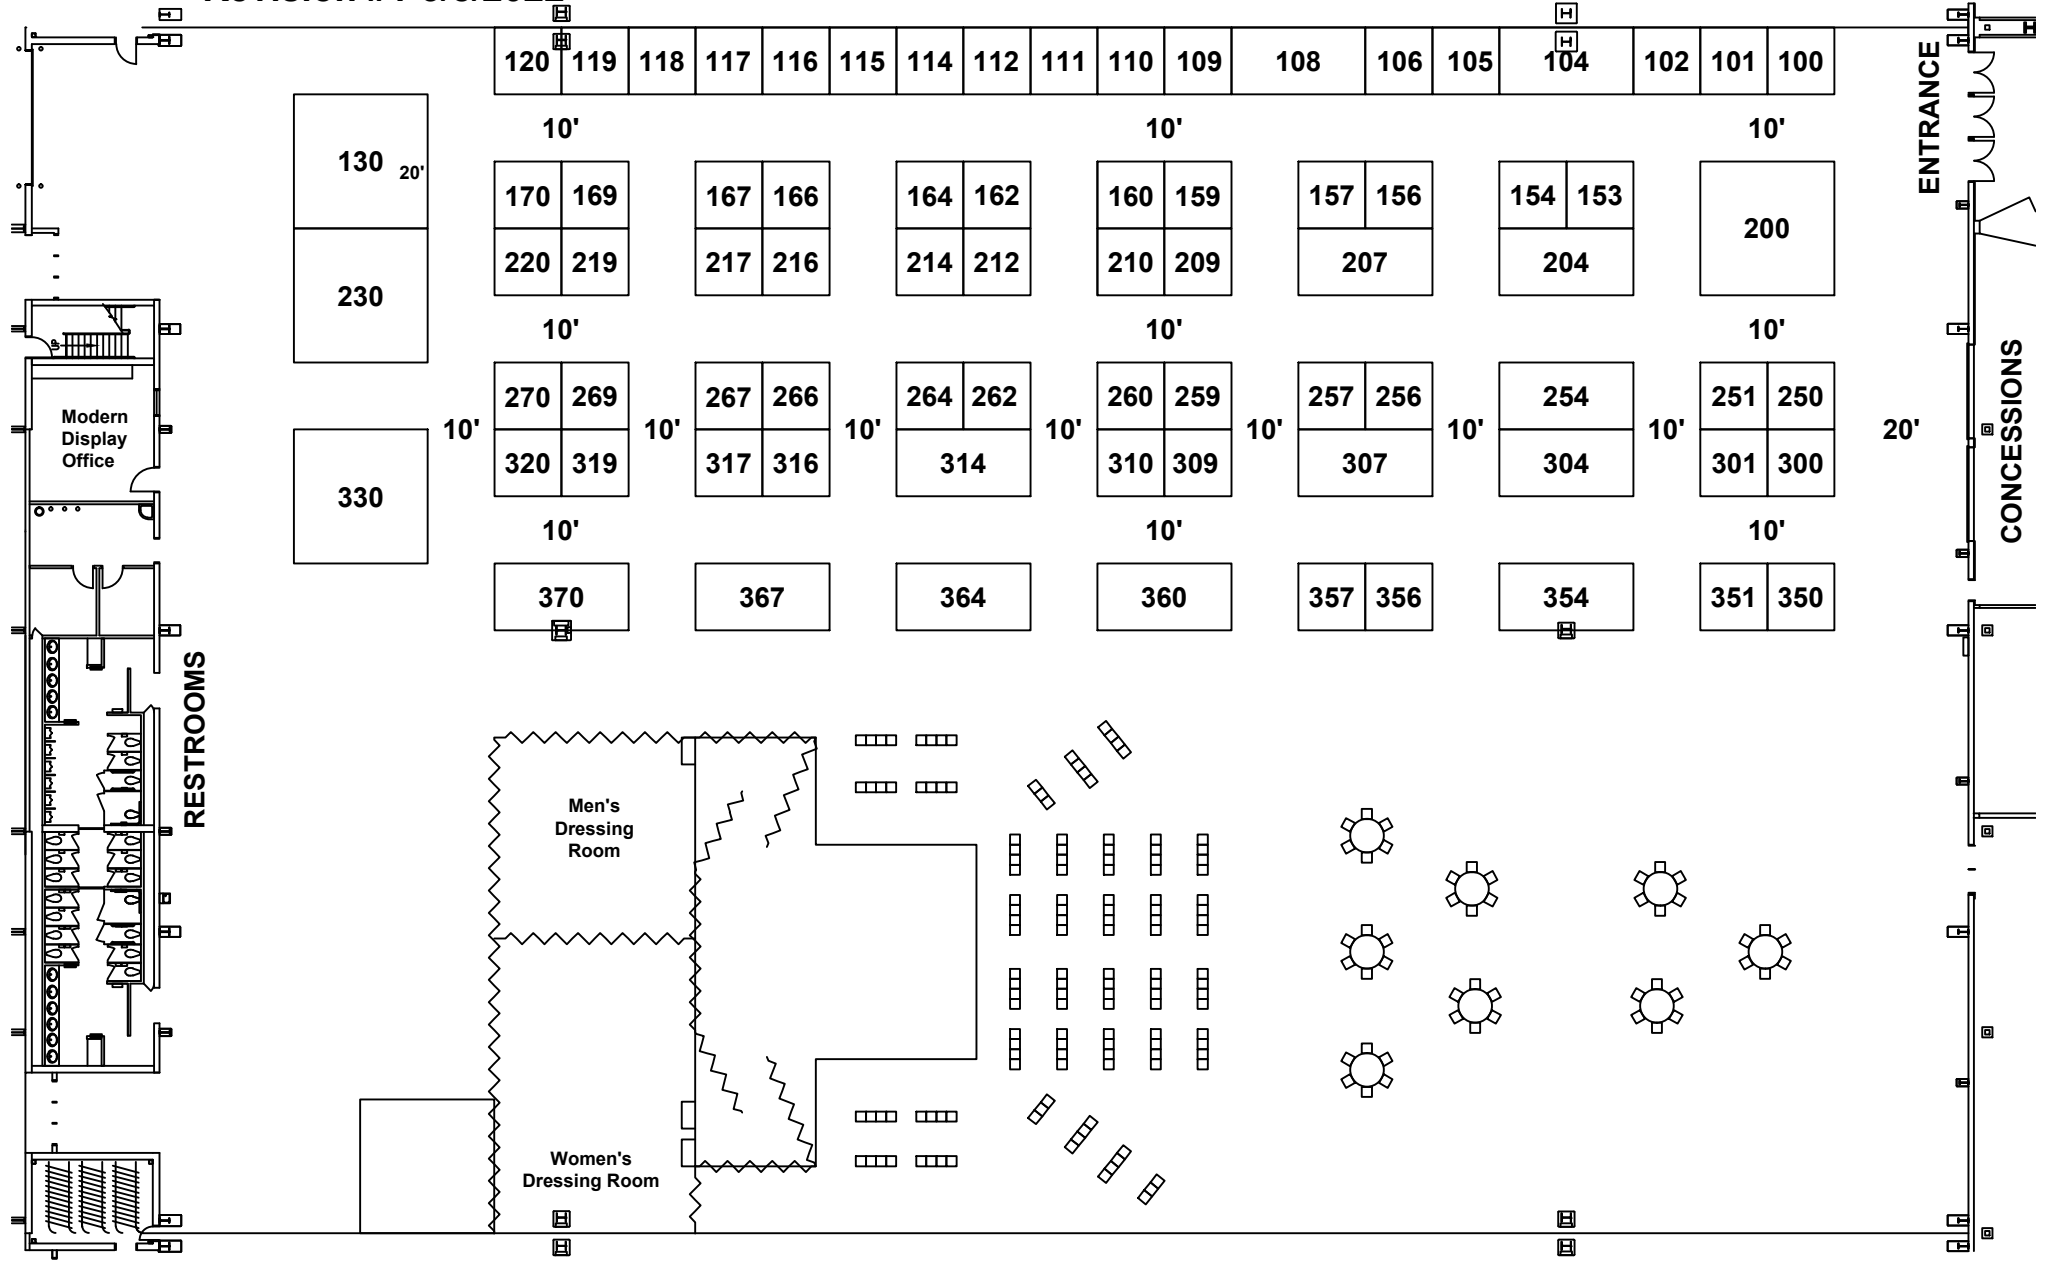 120 119 118 117 116 115 114 112 111 110 109 108 106 105 104 102 101 100
10' 10' 10'
130 20'
170 169 167 166 164 162 160 159 157 156 154 153
200
220 219 217 216 214 212 210 209 207 204
230
10' 10' 10'
270 269 267 266 264 262 260 259 257 256 254 251 250
10' 10' 10' 10' 10' 10' 10' 20'
320 319 317 316 314 310 309 307 304 301 300
330
10' 10' 10'
370 367 364 360 357 356 354 351 350
ENTRANCE
CONCESSIONS
UP
Modern
Display
Office
RESTROOMS
Men's
Dressing
Room
Women's
Dressing Room